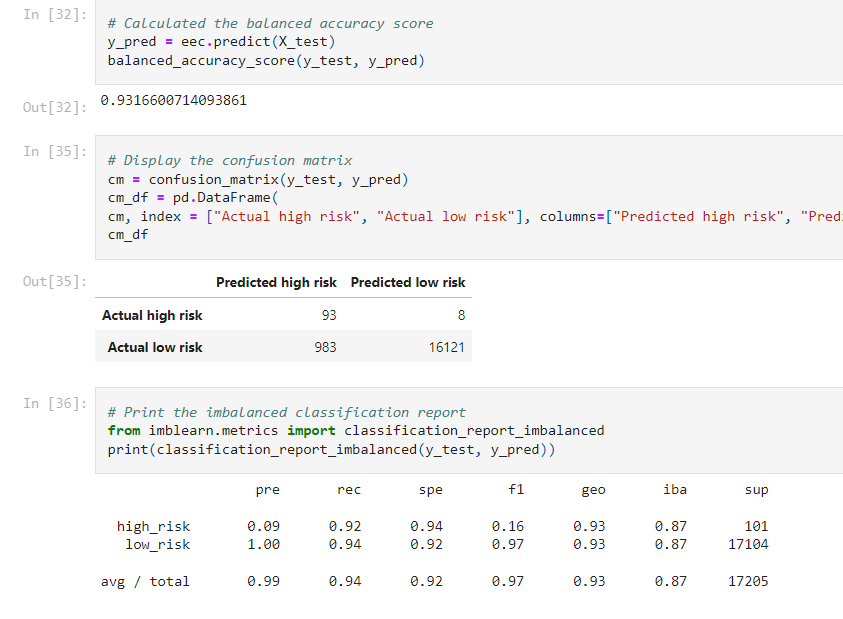 In [32]:
# Calculated the balanced accuracy score
y_pred = eec.predict(X_test)
balanced_accuracy_score(y_test, y_pred)
Out[32]: 0.9316600714093861
In [35]:
# Display the confusion matrix
cm = confusion_matrix(y_test, y_pred)
cm_df = pd.DataFrame(
cm, index = ["Actual high risk", "Actual low risk"], columns=["Predicted high risk", "Predi
cm_df
Out[35]:
Predicted high risk Predicted low risk
Actual high risk 93 8
Actual low risk 983 16121
In [36]:
# Print the imbalanced classification report
from imblearn.metrics import classification_report_imbalanced
print(classification_report_imbalanced(y_test, y_pred))
pre rec spe f1 geo iba sup
high_risk 0.09 0.92 0.94 0.16 0.93 0.87 101
low_risk 1.00 0.94 0.92 0.97 0.93 0.87 17104
avg / total 0.99 0.94 0.92 0.97 0.93 0.87 17205